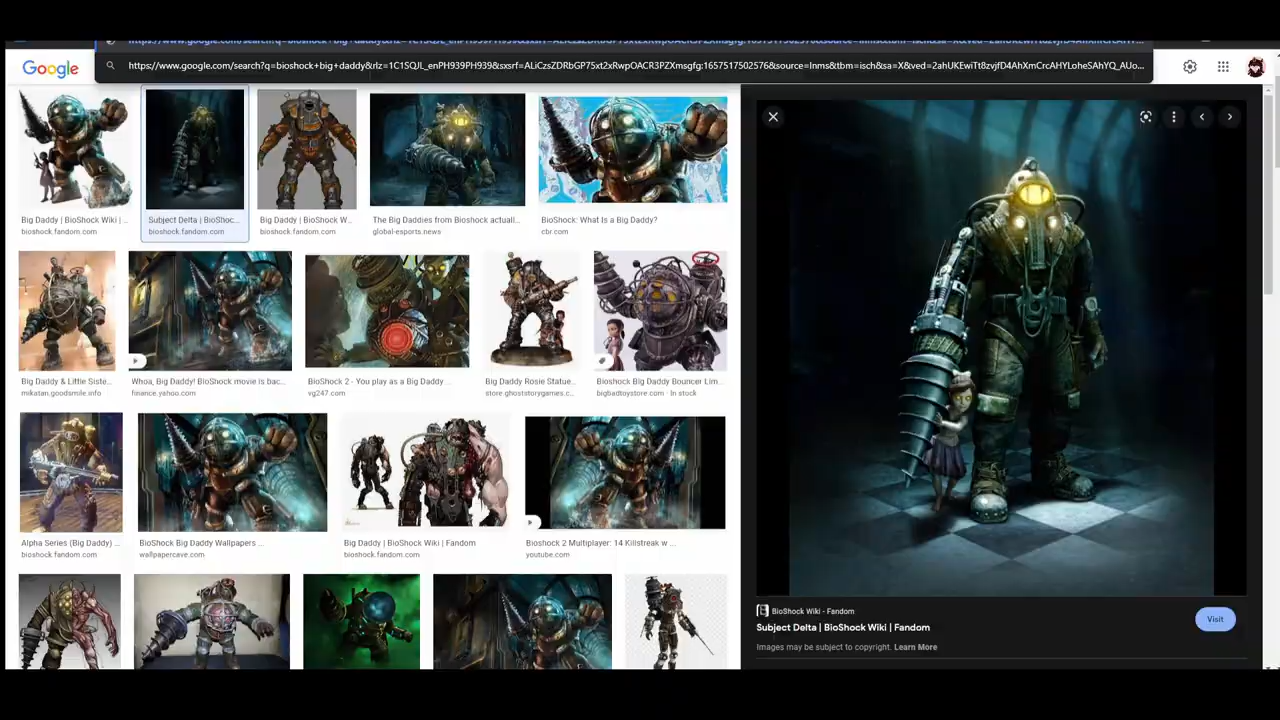 Google
https://www.google.com/search?q=bioshock+big+daddy&rlz=1C1SQJL_enPH939PH939&sxsrf=ALiCzsZDRbGP75xt2xRwpOACR3PZXmsgfg:1657517502576&source=lnms&tbm=isch&sa=X&ved=2ahUKEwiTt8zvjfD4AhXmCrcAHYLoheSAhYQ_AUo...
Big Daddy | BioShock Wiki | ...
bioshock.fandom.com
Subject Delta | BioShoc...
bioshock.fandom.com
Big Daddy | BioShock W...
bioshock.fandom.com
The Big Daddies from Bioshock actuall...
global-esports.news
BioShock: What Is a Big Daddy?
cbr.com
Big Daddy & Little Siste...
mikatan.goodsmile.info
Whoa, Big Daddy! BioShock movie is bac...
finance.yahoo.com
BioShock 2 - You play as a Big Daddy ...
vg247.com
Big Daddy Rosie Statue...
store.ghoststorygames.c...
Bioshock Big Daddy Bouncer Lim...
bigbadtoystore.com · In stock
Alpha Series (Big Daddy) ...
bioshock.fandom.com
BioShock Big Daddy Wallpapers ...
wallpapercave.com
Big Daddy | BioShock Wiki | Fandom
bioshock.fandom.com
Bioshock 2 Multiplayer: 14 Killstreak w ...
youtube.com
BioShock Wiki - Fandom
Subject Delta | BioShock Wiki | Fandom
Visit
Images may be subject to copyright. Learn More